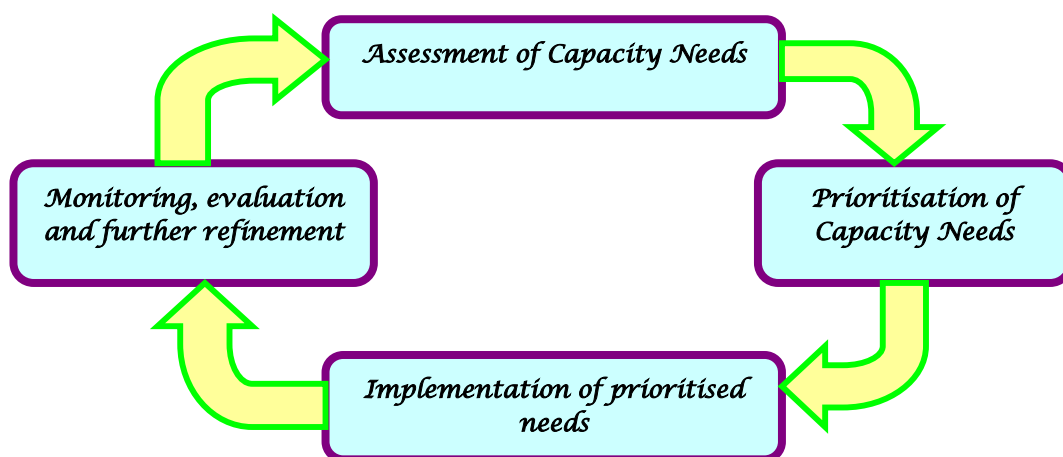 Assessment of Capacity Needs
Prioritisation of
Capacity Needs
Implementation of prioritised
needs
Monitoring, evaluation
and further refinement